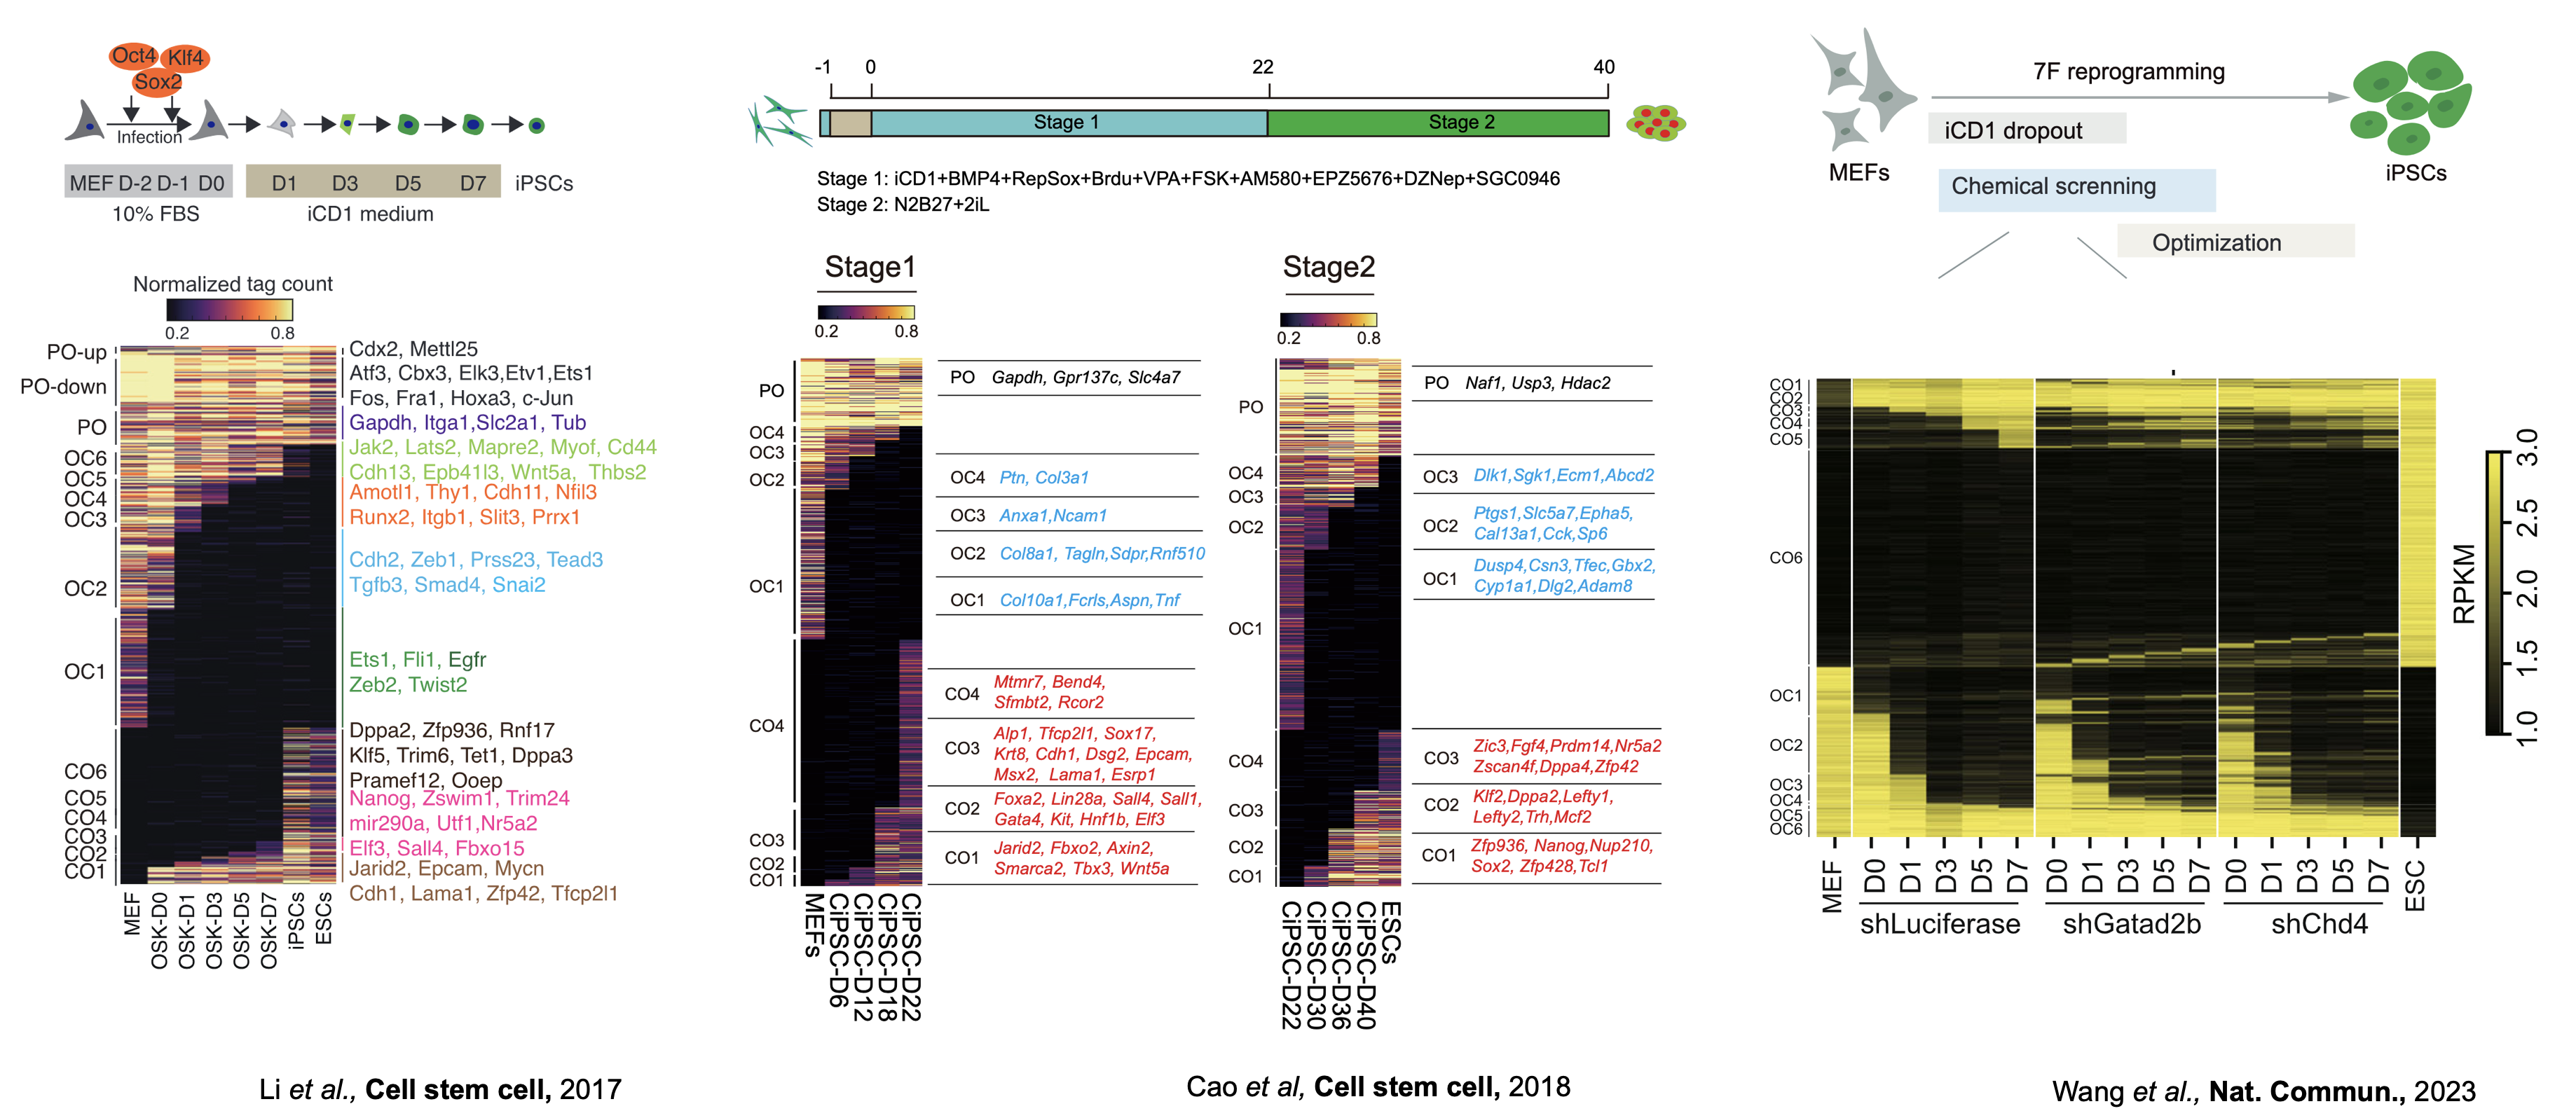 Oct4
Klf4
Sox2
Infection
MEF D-2 D-1 D0
D1 D3 D5 D7
iPSCs
10% FBS
iCD1 medium
Normalized tag count
0.2 0.8
PO-up
PO-down
PO
OC6
OC5
OC4
OC3
OC2
OC1
CO6
CO5
CO4
CO3
CO2
CO1
Cdx2, Mettl25
Atf3, Cbx3, Elk3,Etv1,Ets1
Fos, Fra1, Hoxa3, c-Jun
Gapdh, Itga1,Slc2a1, Tub
Jak2, Lats2, Mapre2, Myof, Cd44
Cdh13, Epb41l3, Wnt5a, Thbs2
Amotl1, Thy1, Cdh11, Nfil3
Runx2, Itgb1, Slit3, Prrx1
Cdh2, Zeb1, Prss23, Tead3
Tgfb3, Smad4, Snai2
Ets1, Fli1, Egfr
Zeb2, Twist2
Dppa2, Zfp936, Rnf17
Klf5, Trim6, Tet1, Dppa3
Pramef12, Ooep
Nanog, Zswim1, Trim24
mir290a, Utf1,Nr5a2
Elf3, Sall4, Fbxo15
Jarid2, Epcam, Mycn
Cdh1, Lama1, Zfp42, Tfcp2l1
MEF
OSK-D0
OSK-D1
OSK-D3
OSK-D5
OSK-D7
iPSCs
ESCs
Li et al., Cell stem cell, 2017
-1 0 22 40
Stage 1
Stage 2
Stage 1: iCD1+BMP4+RepSox+Brdu+VPA+FSK+AM580+EPZ5676+DZNep+SGC0946
Stage 2: N2B27+2iL
Stage1
0.2 0.8
PO
OC4
OC3
OC2
OC1
CO4
CO3
CO2
CO1
PO Gapdh, Gpr137c, Slc4a7
OC4 Ptn, Col3a1
OC3 Anxa1,Ncam1
OC2 Col8a1, Tagln,Sdpr,Rnf510
OC1 Col10a1,Fcrls,Aspn,Tnf
CO4 Mtmr7, Bend4,
Sfmbt2, Rcor2
CO3 Alp1, Tfcp2l1, Sox17,
Krt8, Cdh1, Dsg2, Epcam,
Msx2, Lama1, Esrp1
CO2 Foxa2, Lin28a, Sall4, Sall1,
Gata4, Kit, Hnf1b, Elf3
CO1 Jarid2, Fbxo2, Axin2,
Smarca2, Tbx3, Wnt5a
MEFs
CiPSC-D6
CiPSC-D12
CiPSC-D18
CiPSC-D22
Stage2
0.2 0.8
PO
OC4
OC3
OC2
OC1
CO4
CO3
CO2
CO1
PO Naf1, Usp3, Hdac2
OC3 Dlk1,Sgk1,Ecm1,Abcd2
OC2 Ptgs1,Slc5a7,Epha5,
Cal13a1,Cck,Sp6
OC1 Dusp4,Csn3,Tfec,Gbx2,
Cyp1a1,Dlg2,Adam8
CO3 Zic3,Fgf4,Prdm14,Nr5a2
Zscan4f,Dppa4,Zfp42
CO2 Klf2,Dppa2,Lefty1,
Lefty2,Trh,Mcf2
CO1 Zfp936, Nanog,Nup210,
Sox2, Zfp428,Tcl1
CiPSC-D22
CiPSC-D30
CiPSC-D36
CiPSC-D40
ESCs
Cao et al, Cell stem cell, 2018
MEFs
7F reprogramming
iCD1 dropout
Chemical screnning
Optimization
iPSCs
CO1
CO2
CO3
CO4
CO5
CO6
OC1
OC2
OC3
OC4
OC5
OC6
MEF
D0 D1 D3 D5 D7
shLuciferase
D0 D1 D3 D5 D7
shGatad2b
D0 D1 D3 D5 D7
shChd4
ESC
RPKM
1.0 1.5 2.0 2.5 3.0
Wang et al., Nat. Commun., 2023